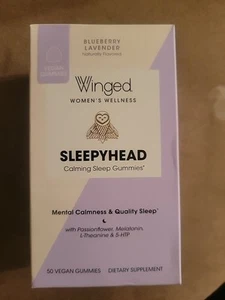 BLUEBERRY
LAVENDER
Naturally Flavored
Winged
WOMEN'S WELLNESS
SLEEPYHEAD
Calming Sleep Gummies*
Mental Calmness & Quality Sleep*
with Passionflower, Melatonin,
L-Theanine & 5-HTP
50 VEGAN GUMMIES DIETARY SUPPLEMENT